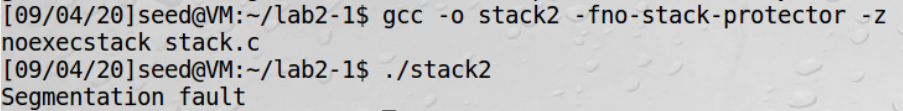 [09/04/20]seed@VM:~/lab2-1$ gcc -o stack2 -fno-stack-protector -z
noexecstack stack.c
[09/04/20]seed@VM:~/lab2-1$ ./stack2
Segmentation fault